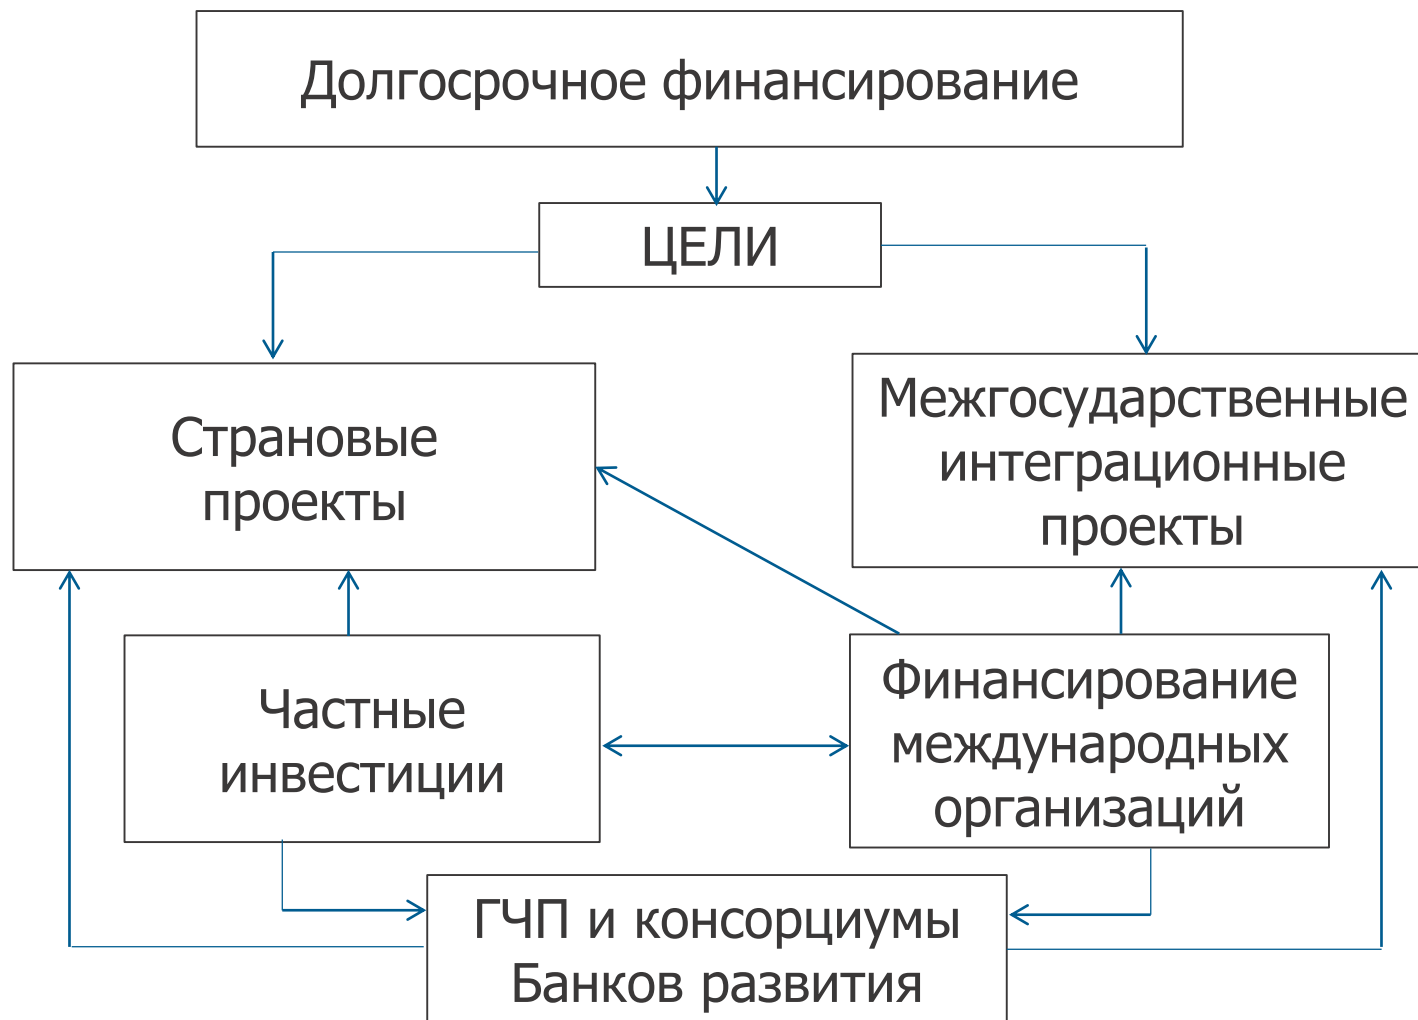 Долгосрочное финансирование
ЦЕЛИ
Страновые
проекты
Межгосударственные
интеграционные
проекты
Частные
инвестиции
Финансирование
международных
организаций
ГЧП и консорциумы
Банков развития